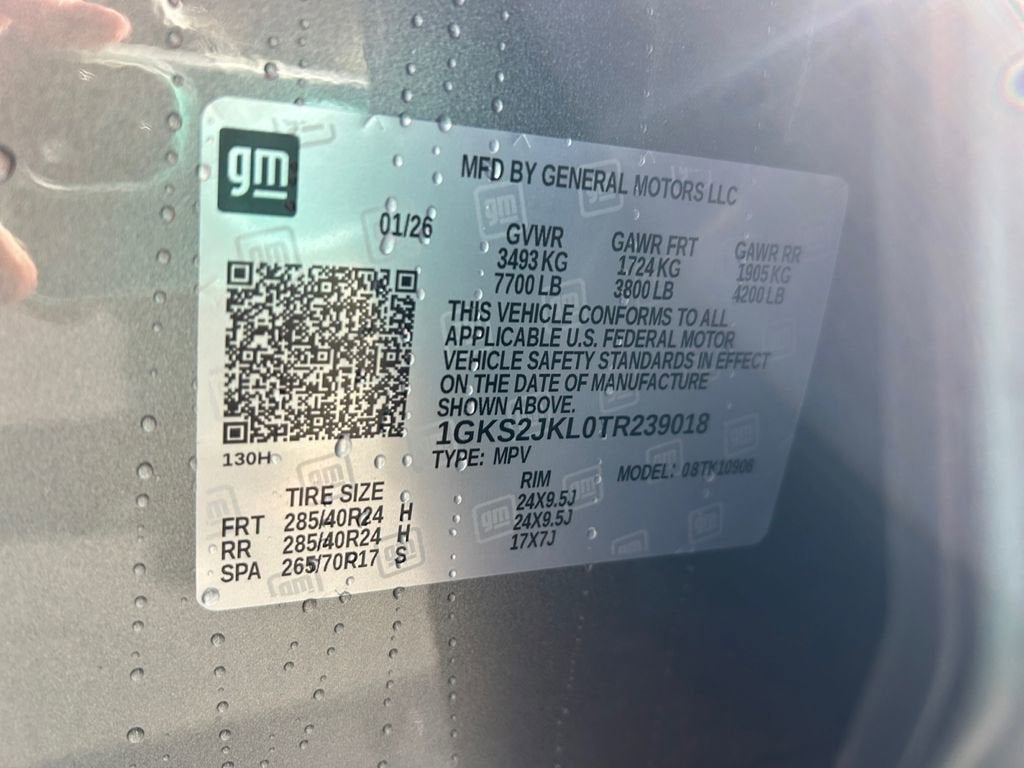 gm
MFD BY GENERAL MOTORS LLC
01/26
GVWR GAWR FRT GAWR RR
3493 KG 1724 KG 1905 KG
7700 LB 3800 LB 4200 LB
THIS VEHICLE CONFORMS TO ALL
APPLICABLE U.S. FEDERAL MOTOR
VEHICLE SAFETY STANDARDS IN EFFECT
ON THE DATE OF MANUFACTURE
SHOWN ABOVE.
1GKS2JKL0TR239018
130H
TYPE: MPV
MODEL:
TIRE SIZE RIM
FRT 285/40R24 H 24X9.5J
RR 285/40R24 H 24X9.5J
SPA 265/70R17 S 17X7J